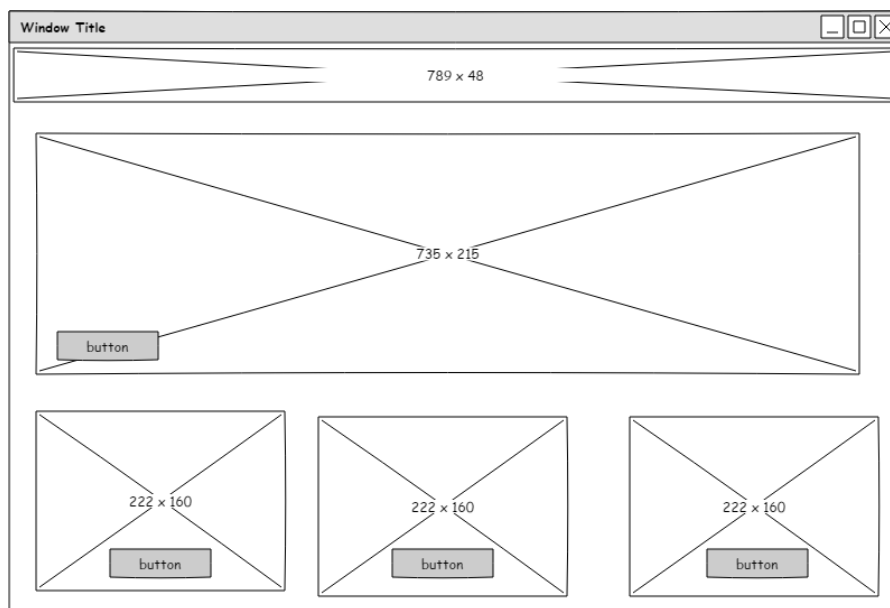 Window Title
789 x 48
735 x 215
button
222 x 160
222 x 160
222 x 160
button
button
button